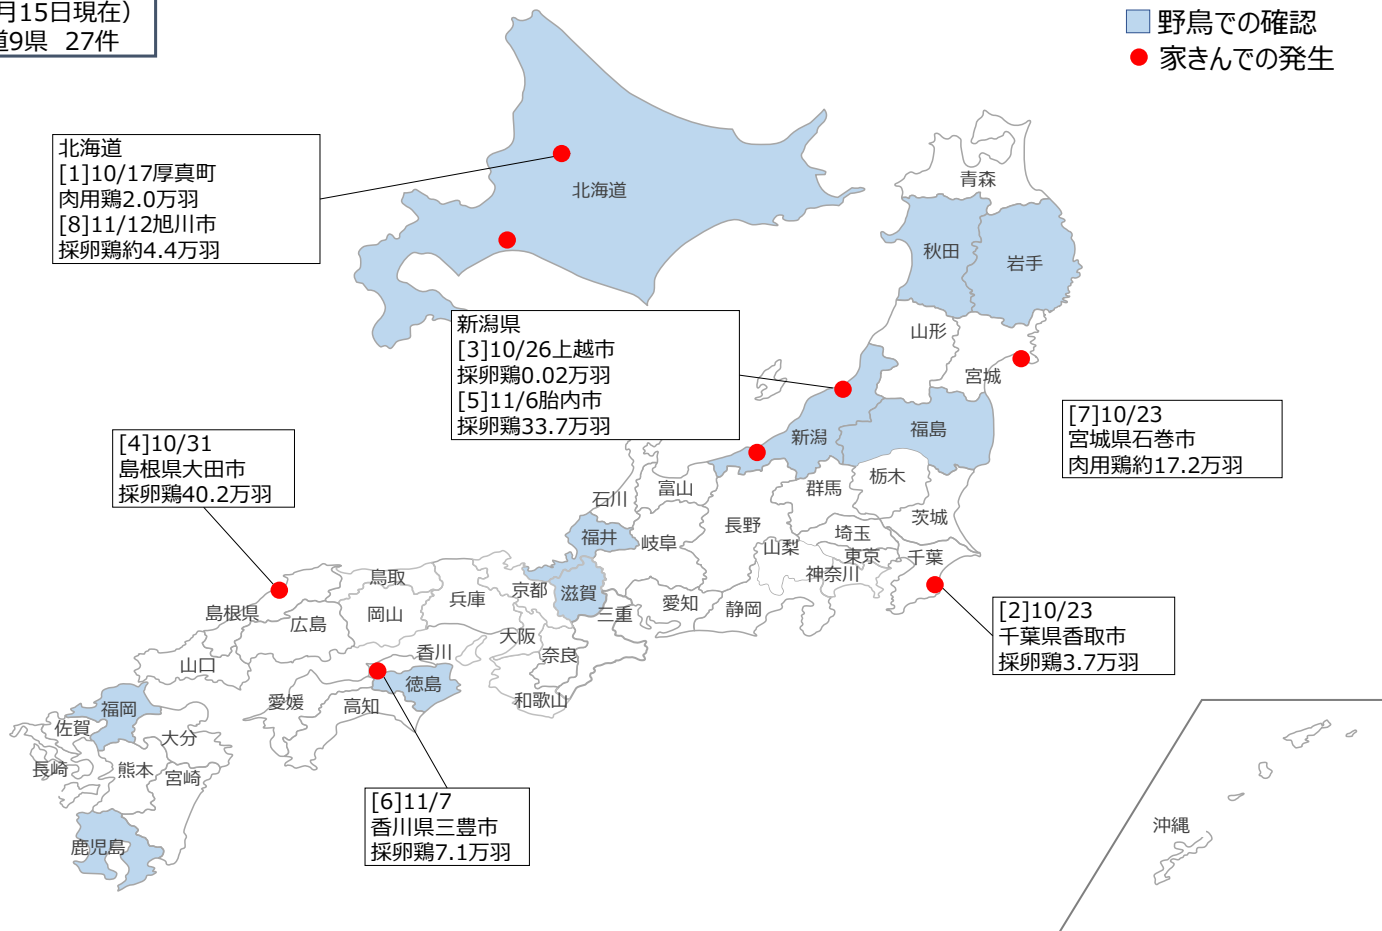 月15日現在）
道9県 27件
野鳥での確認
家きんでの発生
北海道
[1]10/17厚真町
肉用鶏2.0万羽
[8]11/12旭川市
採卵鶏約4.4万羽
北海道
青森
秋田
岩手
新潟県
[3]10/26上越市
採卵鶏0.02万羽
[5]11/6胎内市
採卵鶏33.7万羽
山形
宮城
[7]10/23
宮城県石巻市
肉用鶏約17.2万羽
新潟
福島
[4]10/31
島根県大田市
採卵鶏40.2万羽
石川
富山
群馬
栃木
茨城
長野
福井
岐阜
埼玉
山梨
東京
千葉
神奈川
鳥取
京都
滋賀
兵庫
岡山
島根県
広島
三重
愛知
静岡
[2]10/23
千葉県香取市
採卵鶏3.7万羽
大阪
奈良
香川
山口
徳島
和歌山
愛媛
高知
福岡
佐賀
大分
長崎
熊本
宮崎
[6]11/7
香川県三豊市
採卵鶏7.1万羽
鹿児島
沖縄